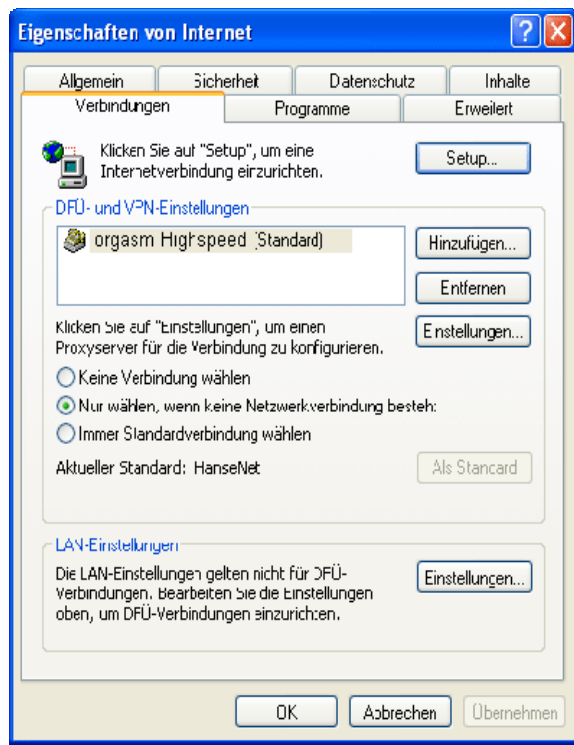 Eigenschaften von Internet
Allgemein Sicherheit Datenschutz Inhalte
Verbindungen Programme Erweitert
Klicken Sie auf "Setup", um eine
Internetverbindung einzurichten.
Setup...
DFÜ- und VPN-Einstellungen
orgasm Highspeed (Standard)
Hinzufügen...
Entfernen
Klicken Sie auf "Einstellungen", um einen
Proxyserver für die Verbindung zu konfigurieren.
Einstellungen...
Keine Verbindung wählen
Nur wählen, wenn keine Netzwerkverbindung besteht
Immer Standardverbindung wählen
Aktueller Standard: HanseNet
Als Standard
LAN-Einstellungen
Die LAN-Einstellungen gelten nicht für DFÜ-
Verbindungen. Bearbeiten Sie die Einstellungen
oben, um DFÜ-Verbindungen einzurichten.
Einstellungen...
OK Abbrechen Übernehmen